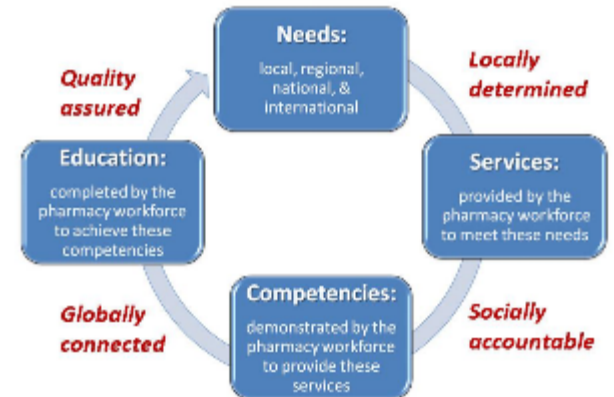 Needs:
local, regional,
national, &
international
Locally
determined
Services:
provided by the
pharmacy workforce
to meet these needs
Socially
accountable
Competencies:
demonstrated by the
pharmacy workforce
to provide these
services
Globally
connected
Education:
completed by the
pharmacy workforce
to achieve these
competencies
Quality
assured